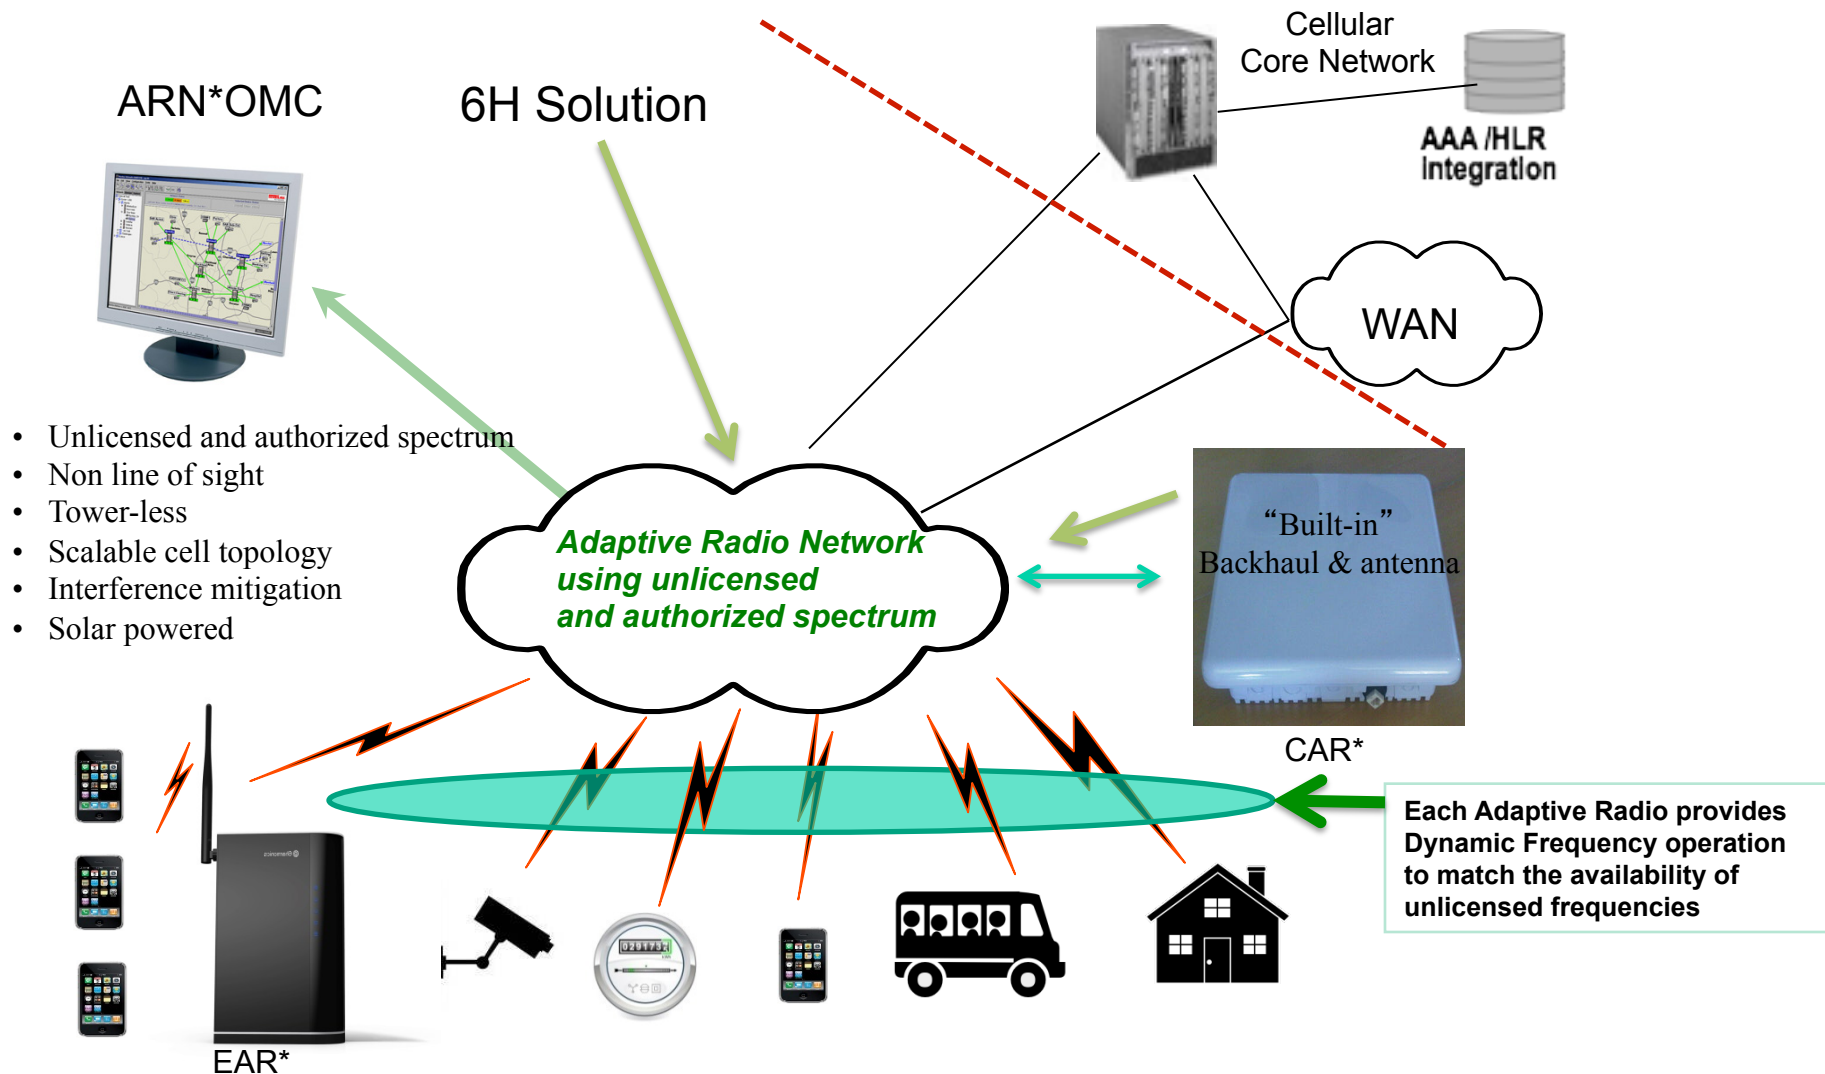 Cellular
Core Network
ARN*OMC
6H Solution
AAA /HLR
integration
WAN
• Unlicensed and authorized spectrum
• Non line of sight
• Tower-less
• Scalable cell topology
• Interference mitigation
• Solar powered
Adaptive Radio Network
using unlicensed
and authorized spectrum
“Built-in”
Backhaul & antenna
CAR*
Each Adaptive Radio provides
Dynamic Frequency operation
to match the availability of
unlicensed frequencies
EAR*